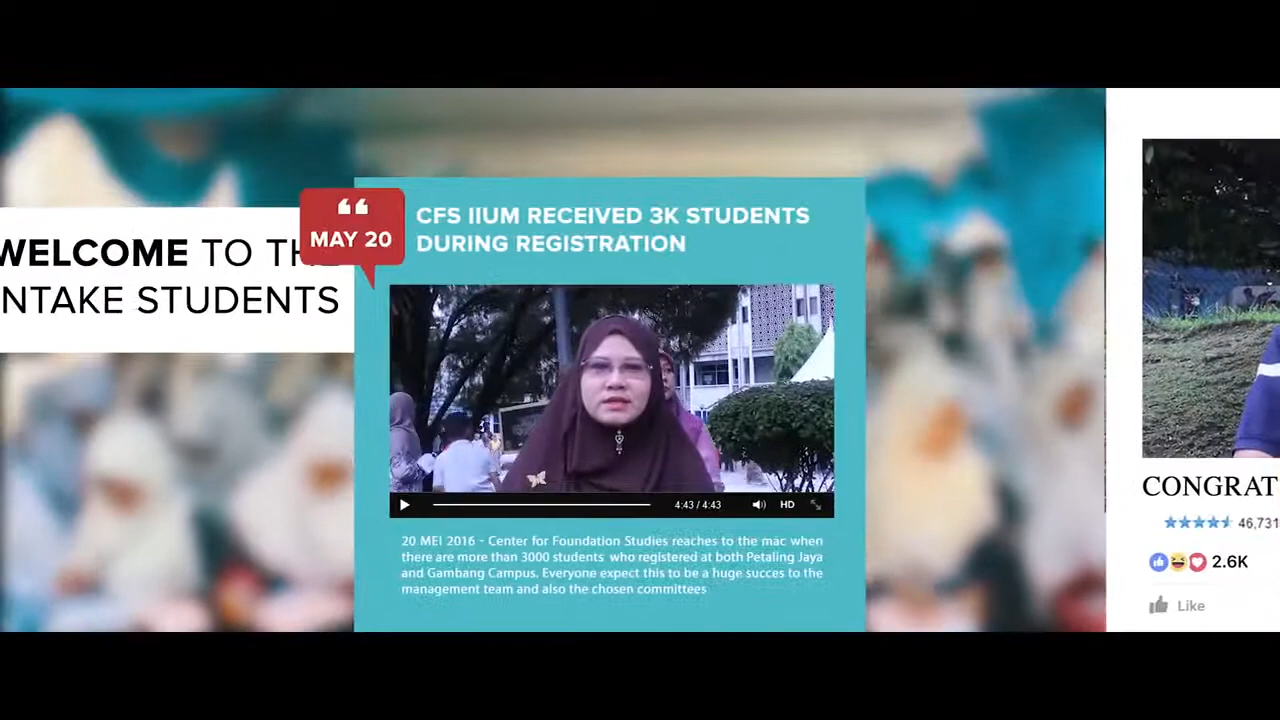 WELCOME TO TH
NTAKE STUDENTS
MAY 20
CFS IIUM RECEIVED 3K STUDENTS
DURING REGISTRATION
4:43 / 4:43
HD
20 MEI 2016 - Center for Foundation Studies reaches to the mac when
there are more than 3000 students who registered at both Petaling Jaya
and Gambang Campus. Everyone expect this to be a huge succes to the
management team and also the chosen committees
CONGRAT
46,731
2.6K
Like